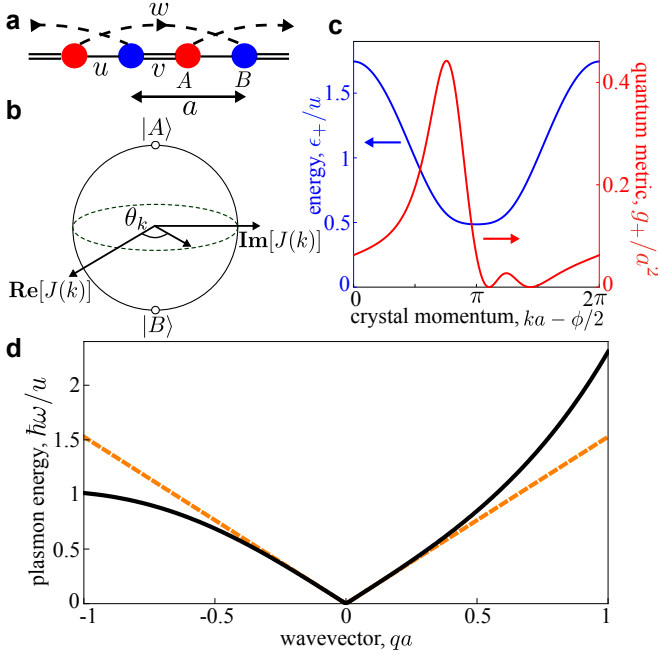 a
w
u
v
A
B
a
b
|A⟩
θₖ
Im[J(k)]
Re[J(k)]
|B⟩
c
energy, ϵ₊/u
1.5
1
0.5
0
quantum metric, g₊/a²
0.4
0.2
0
0
π
2π
crystal momentum, ka − ϕ/2
d
plasmon energy, ħω/u
2
1.5
1
0.5
0
-1
-0.5
0
0.5
1
wavevector, qa